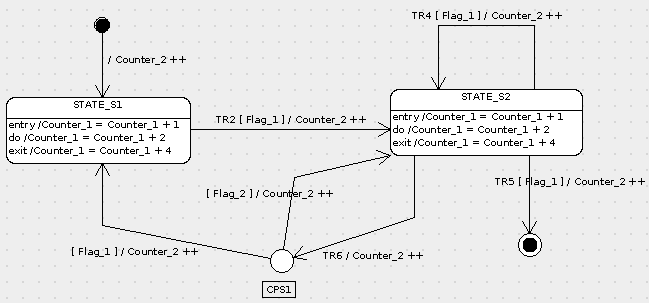 TR4 [ Flag_1 ] / Counter_2 ++
/ Counter_2 ++
STATE_S1
entry /Counter_1 = Counter_1 + 1
do /Counter_1 = Counter_1 + 2
exit /Counter_1 = Counter_1 + 4
TR2 [ Flag_1 ] / Counter_2 ++
STATE_S2
entry /Counter_1 = Counter_1 + 1
do /Counter_1 = Counter_1 + 2
exit /Counter_1 = Counter_1 + 4
TR5 [ Flag_1 ] / Counter_2 ++
[ Flag_2 ] / Counter_2 ++
[ Flag_1 ] / Counter_2 ++
TR6 / Counter_2 ++
CPS1